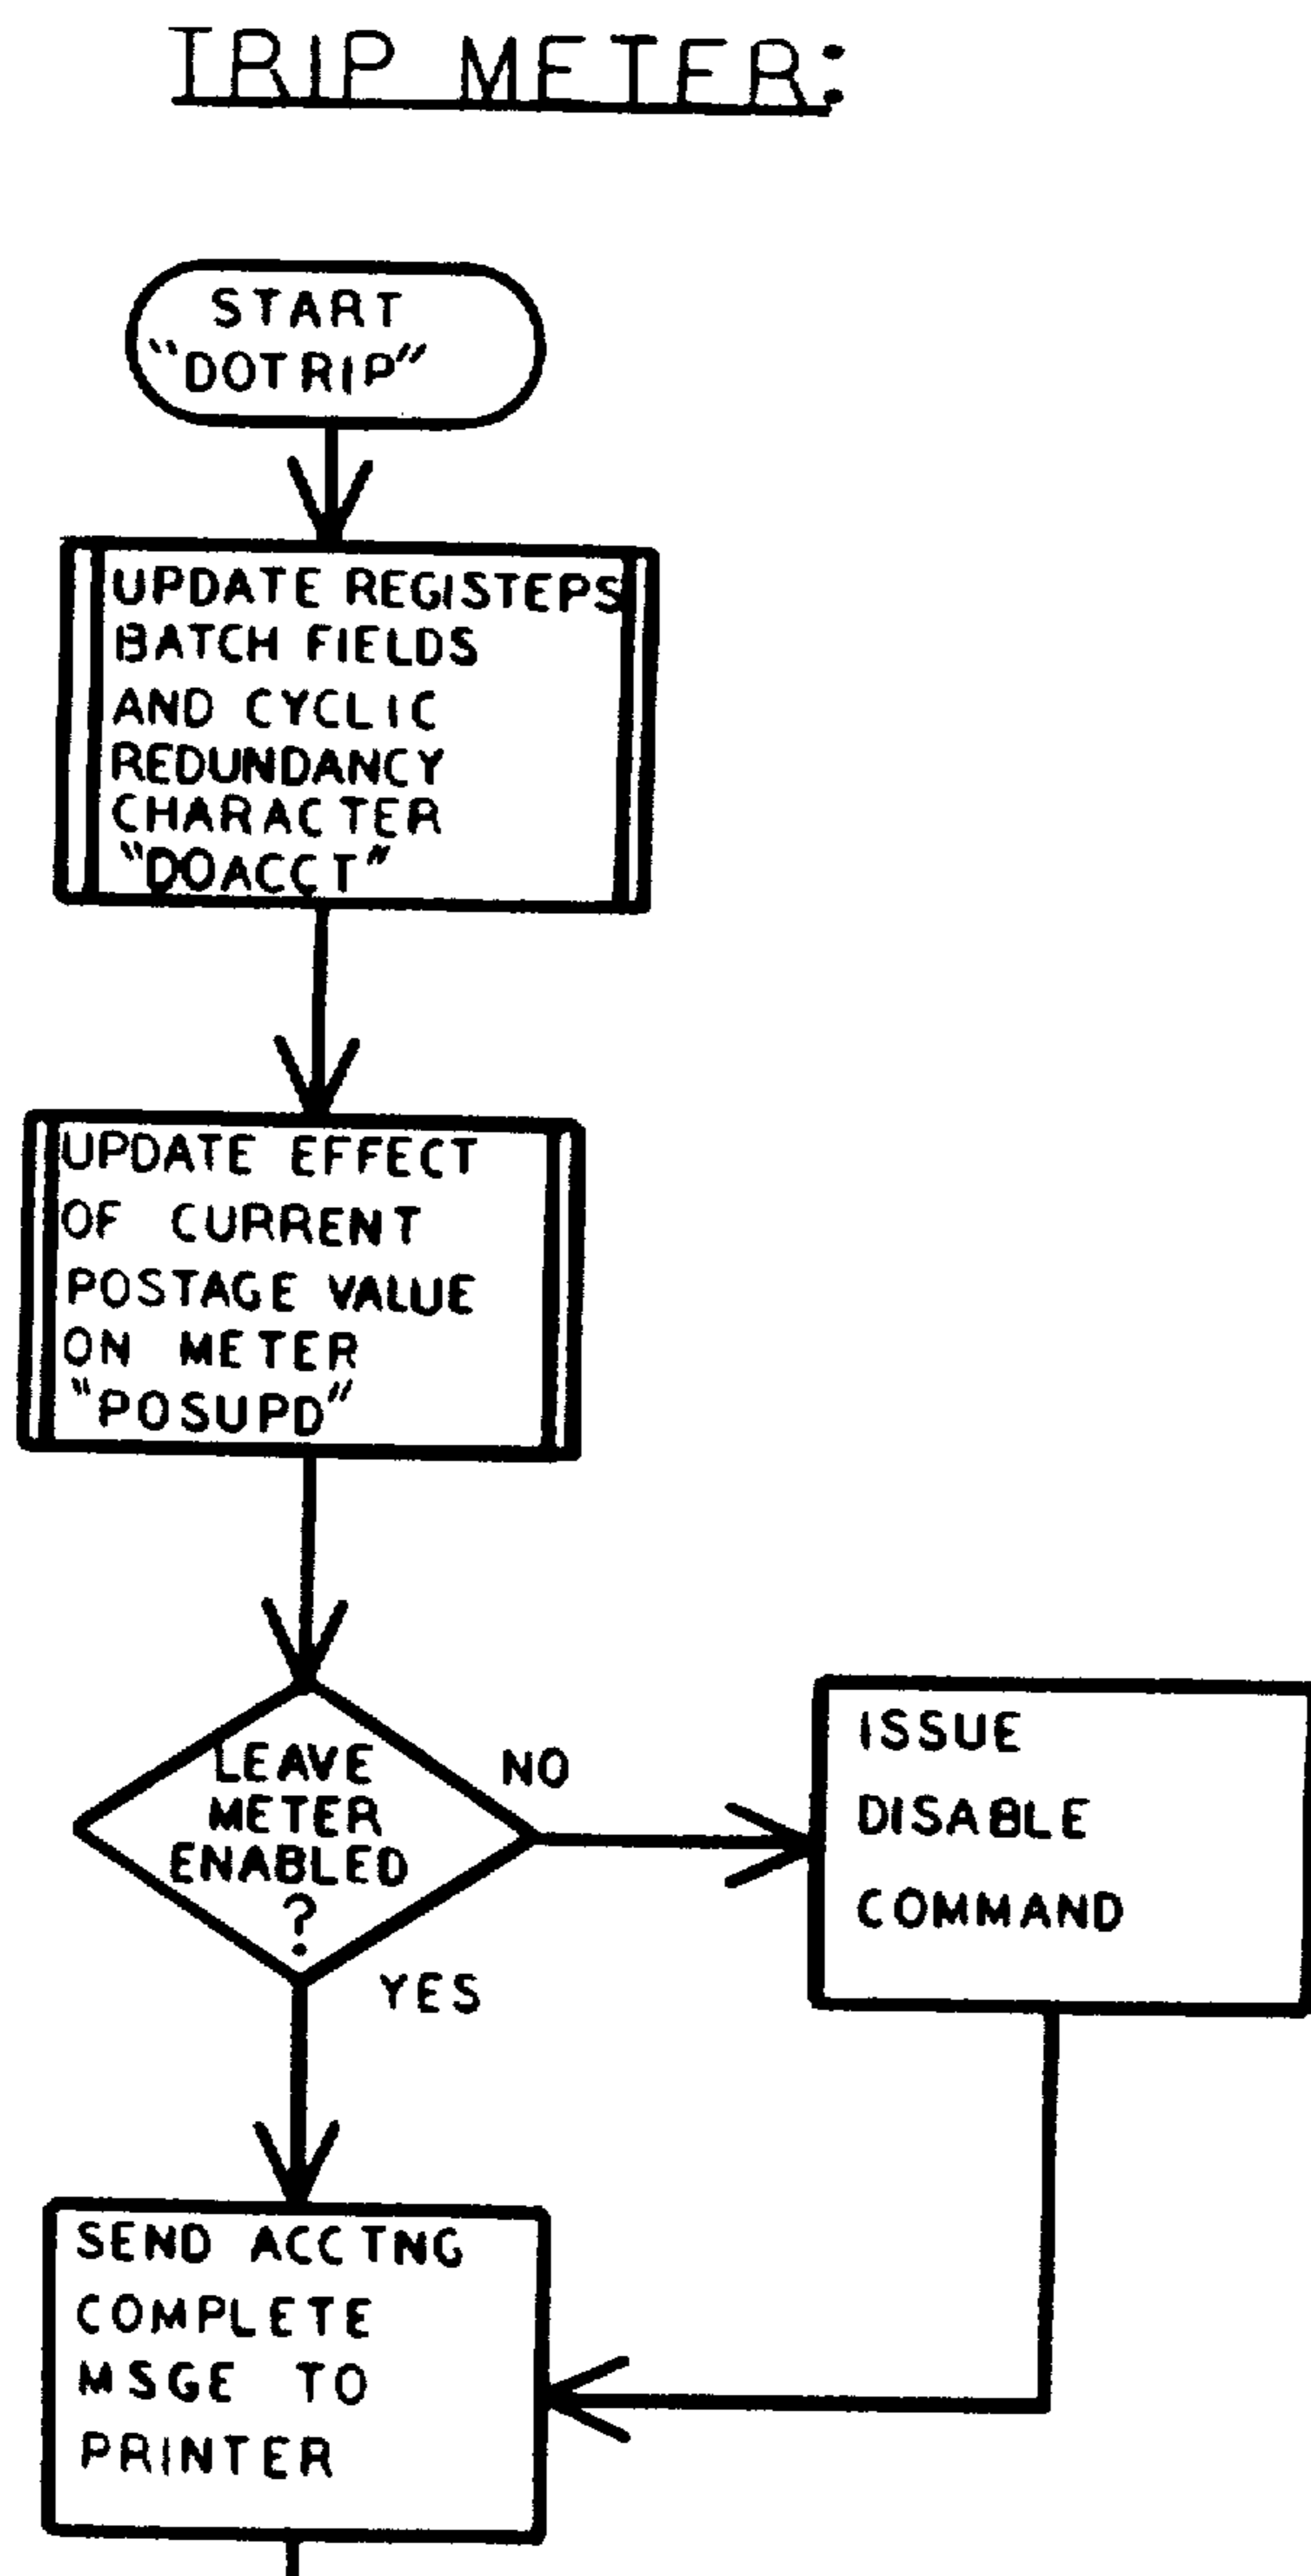 TRIP METER:
START
"DOTRIP"
UPDATE REGISTEPS
BATCH FIELDS
AND CYCLIC
REDUNDANCY
CHARACTER
"DOACCT"
UPDATE EFFECT
OF CURRENT
POSTAGE VALUE
ON METER
"POSUPD"
LEAVE
METER
ENABLED
?
NO
ISSUE
DISABLE
COMMAND
YES
SEND ACCTNG
COMPLETE
MSGE TO
PRINTER